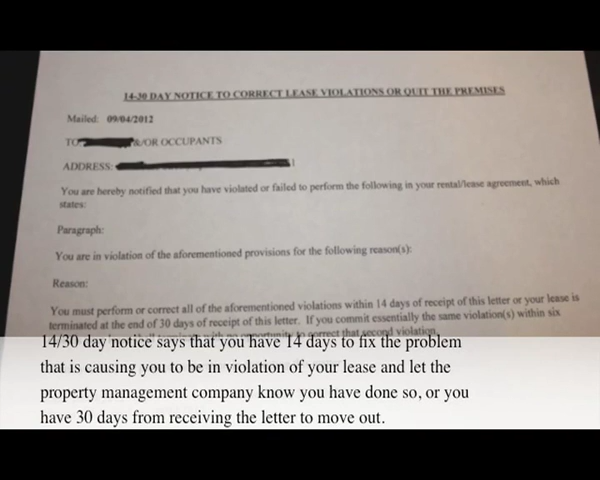 14-30 DAY NOTICE TO CORRECT LEASE VIOLATIONS OR QUIT THE PREMISES
Mailed: 09/04/2012
TO &/OR OCCUPANTS
ADDRESS:
You are hereby notified that you have violated or failed to perform the following in your rental/lease agreement, which
states:
Paragraph:
You are in violation of the aforementioned provisions for the following reason(s):
Reason:
You must perform or correct all of the aforementioned violations within 14 days of receipt of this letter or your lease is
terminated at the end of 30 days of receipt of this letter. If you commit essentially the same violation(s) within six
to correct that second violation.
14/30 day notice says that you have 14 days to fix the problem
that is causing you to be in violation of your lease and let the
property management company know you have done so, or you
have 30 days from receiving the letter to move out.